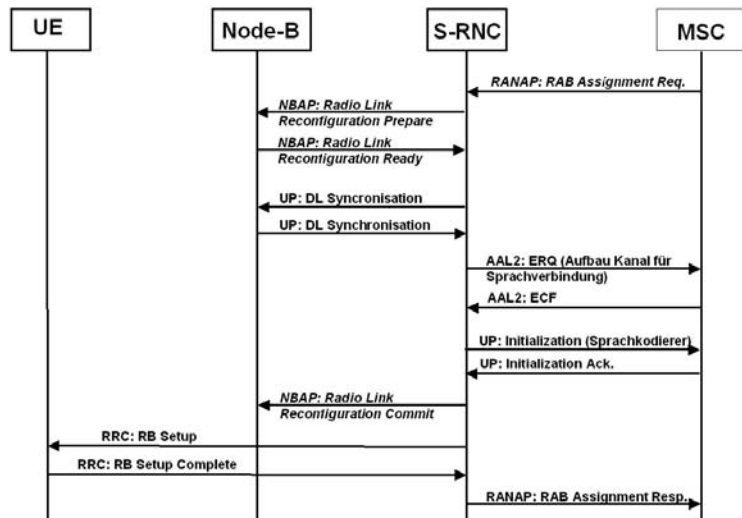 UE
Node-B
S-RNC
MSC
RANAP: RAB Assignment Req.
NBAP: Radio Link
Reconfiguration Prepare
NBAP: Radio Link
Reconfiguration Ready
UP: DL Syncronisation
UP: DL Synchronisation
AAL2: ERQ (Aufbau Kanal für
Sprachverbindung)
AAL2: ECF
UP: Initialization (Sprachkodierer)
UP: Initialization Ack.
NBAP: Radio Link
Reconfiguration Commit
RRC: RB Setup
RRC: RB Setup Complete
RANAP: RAB Assignment Resp.